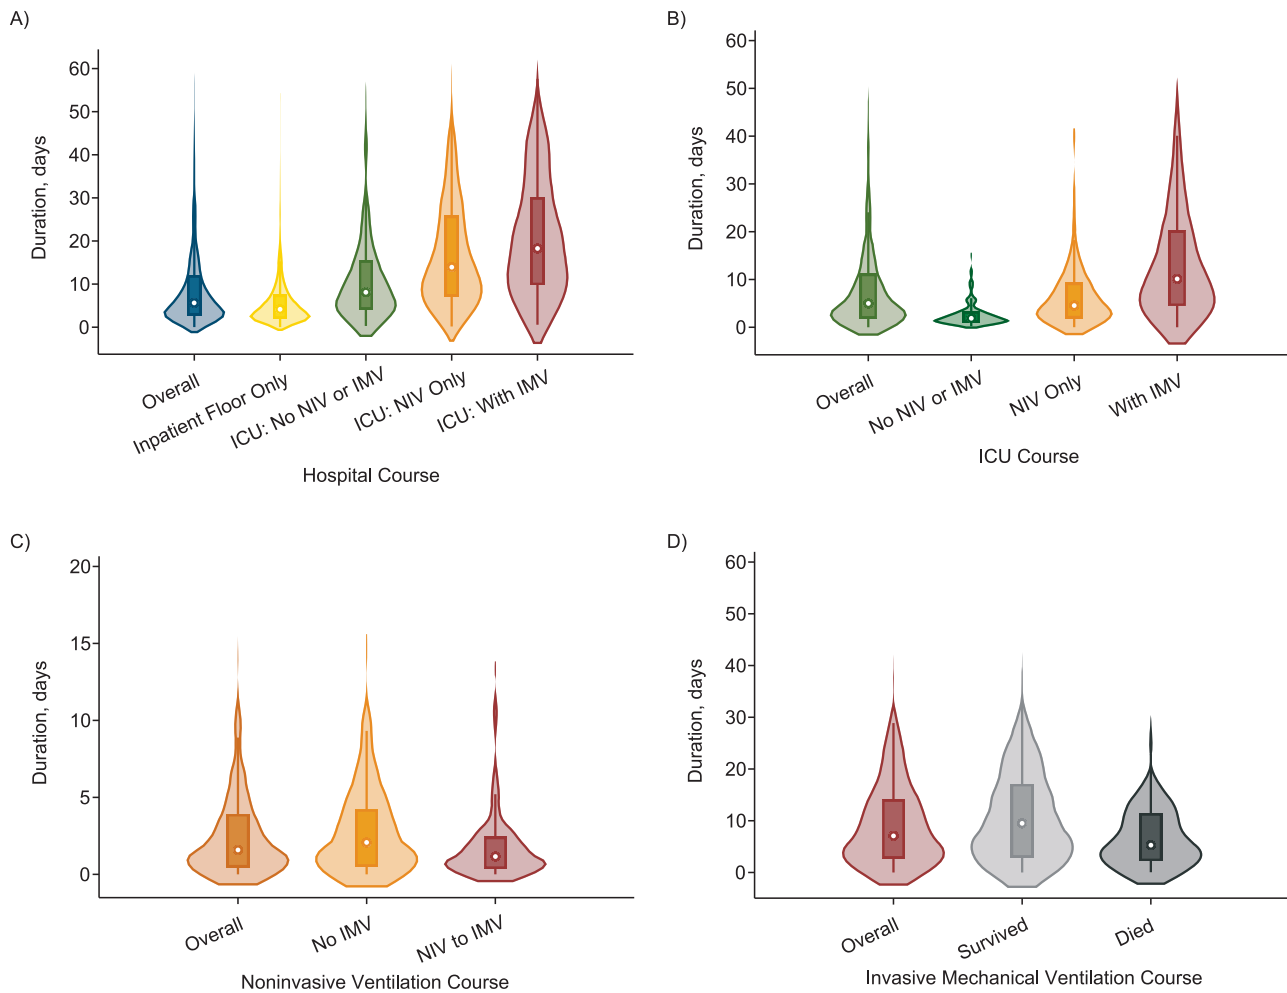 A)
60
50
40
30
20
10
0
Duration, days
Overall
Inpatient Floor Only
ICU: No NIV or IMV
ICU: NIV Only
ICU: With IMV
Hospital Course
B)
60
50
40
30
20
10
0
Duration, days
Overall
No NIV or IMV
NIV Only
With IMV
ICU Course
C)
20
15
10
5
0
Duration, days
Overall
No IMV
NIV to IMV
Noninvasive Ventilation Course
D)
60
50
40
30
20
10
0
Duration, days
Overall
Survived
Died
Invasive Mechanical Ventilation Course